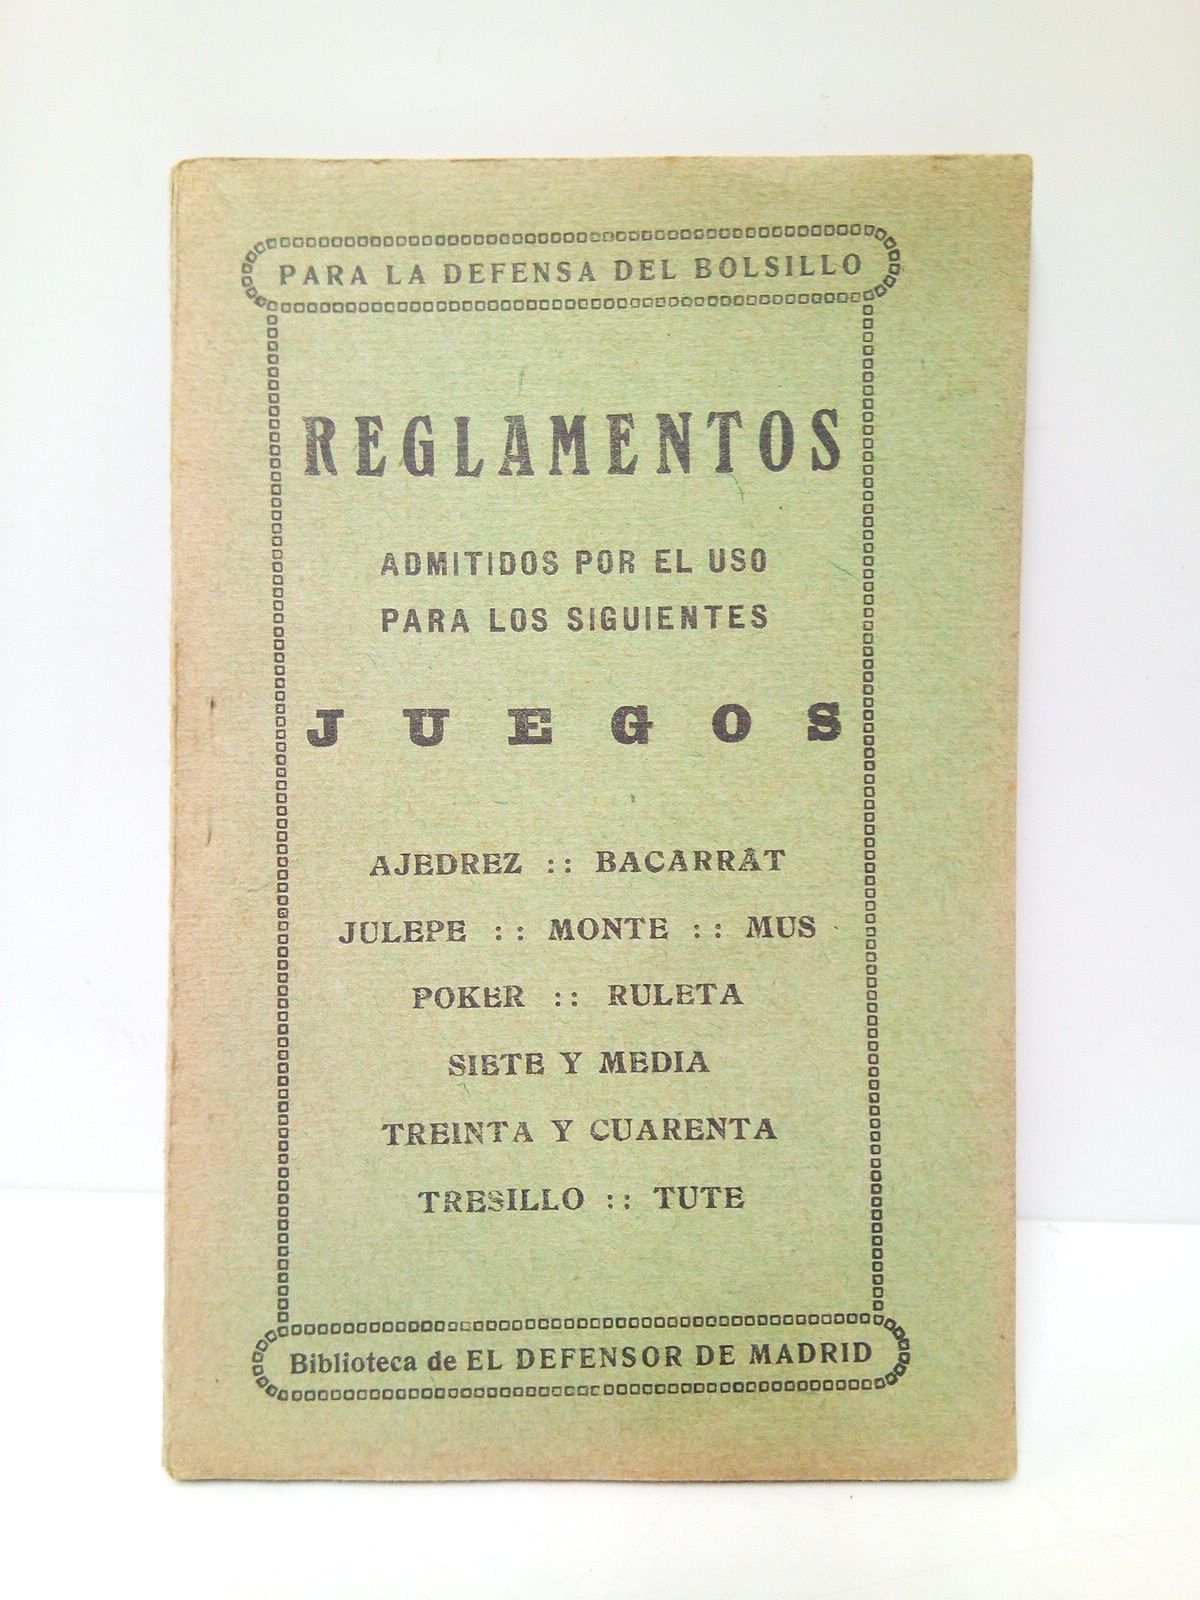 PARA LA DEFENSA DEL BOLSILLO
REGLAMENTOS
ADMITIDOS POR EL USO
PARA LOS SIGUIENTES
JUEGOS
AJEDREZ :: BACARRÂT
JULEPE :: MONTE :: MUS
POKER :: RULETA
SIETE Y MEDIA
TREINTA Y CUARENTA
TRESILLO :: TUTE
Biblioteca de EL DEFENSOR DE MADRID